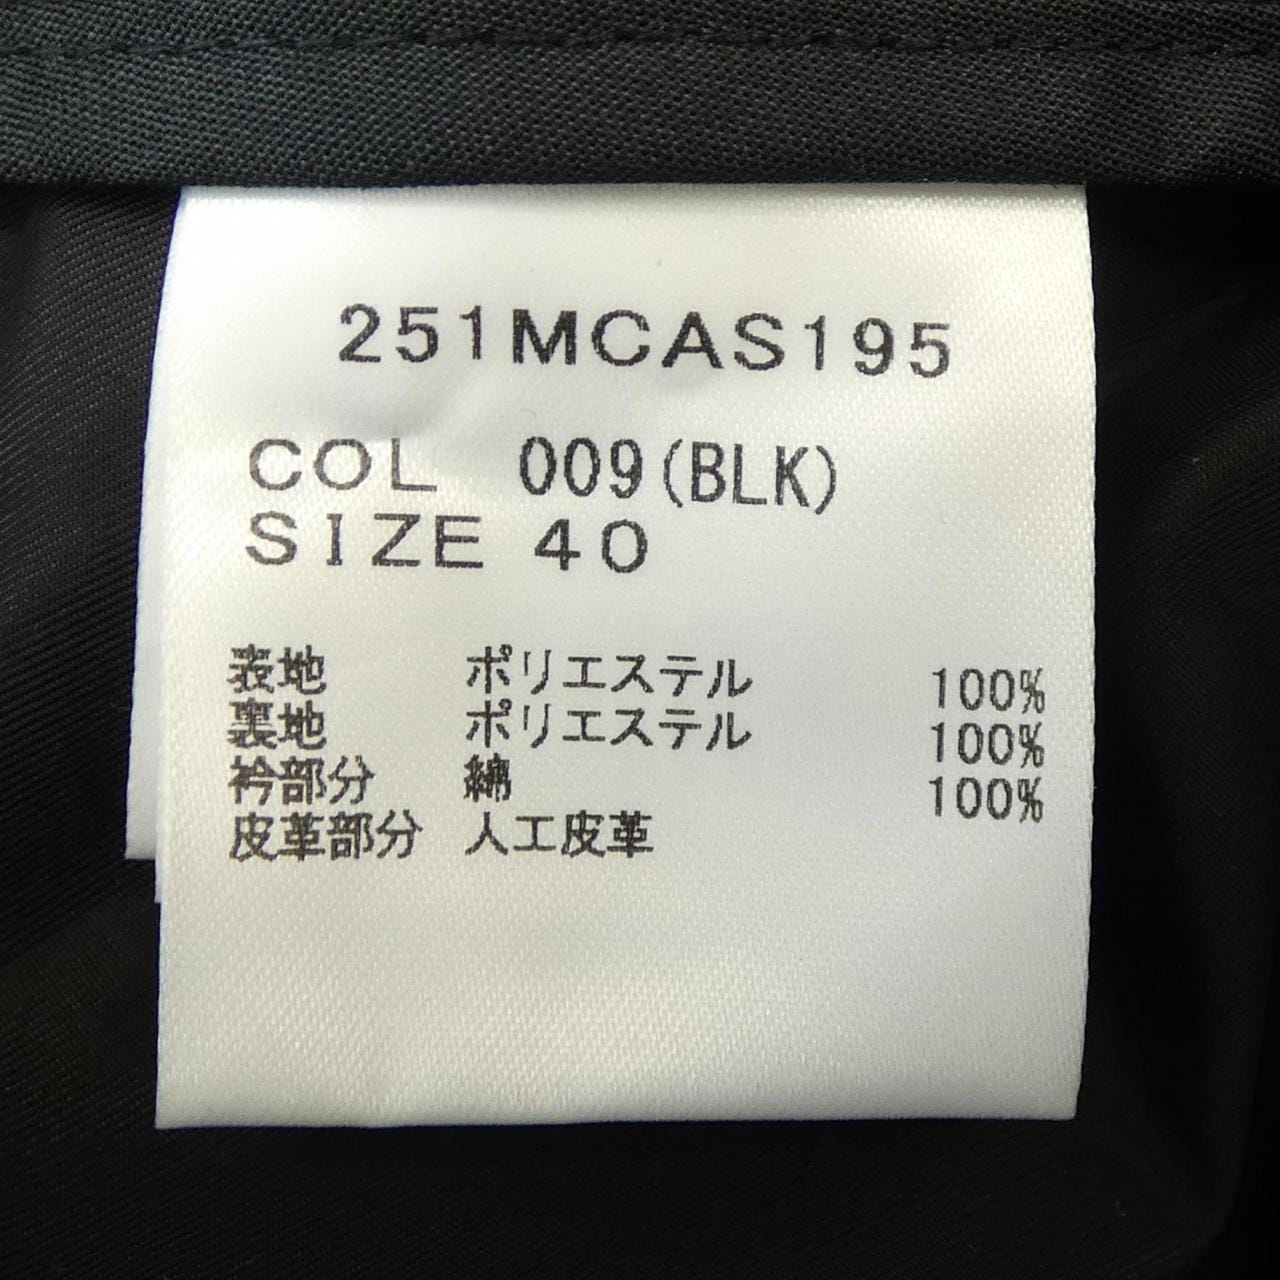 251MCAS195
COL 009(BLK)
SIZE 40
表地 ポリエステル 100%
裏地 ポリエステル 100%
衿部分 綿 100%
皮革部分 人工皮革